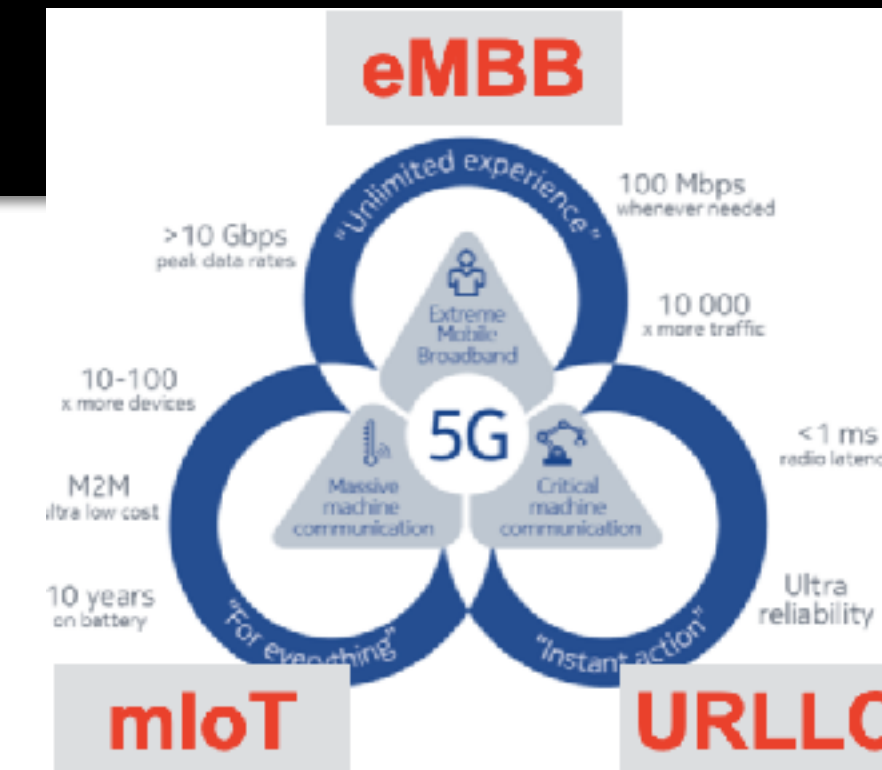 eMBB
"Unlimited experience"
100 Mbps
whenever needed
>10 Gbps
peak data rates
Extreme
Mobile
Broadband
10 000
x more traffic
10-100
x more devices
5G
<1 ms
radio latenc
M2M
ltra low cost
Massive
machine
communication
Critical
machine
communication
10 years
on battery
Ultra
reliability
"For everything"
"Instant action"
mIoT
URLLC